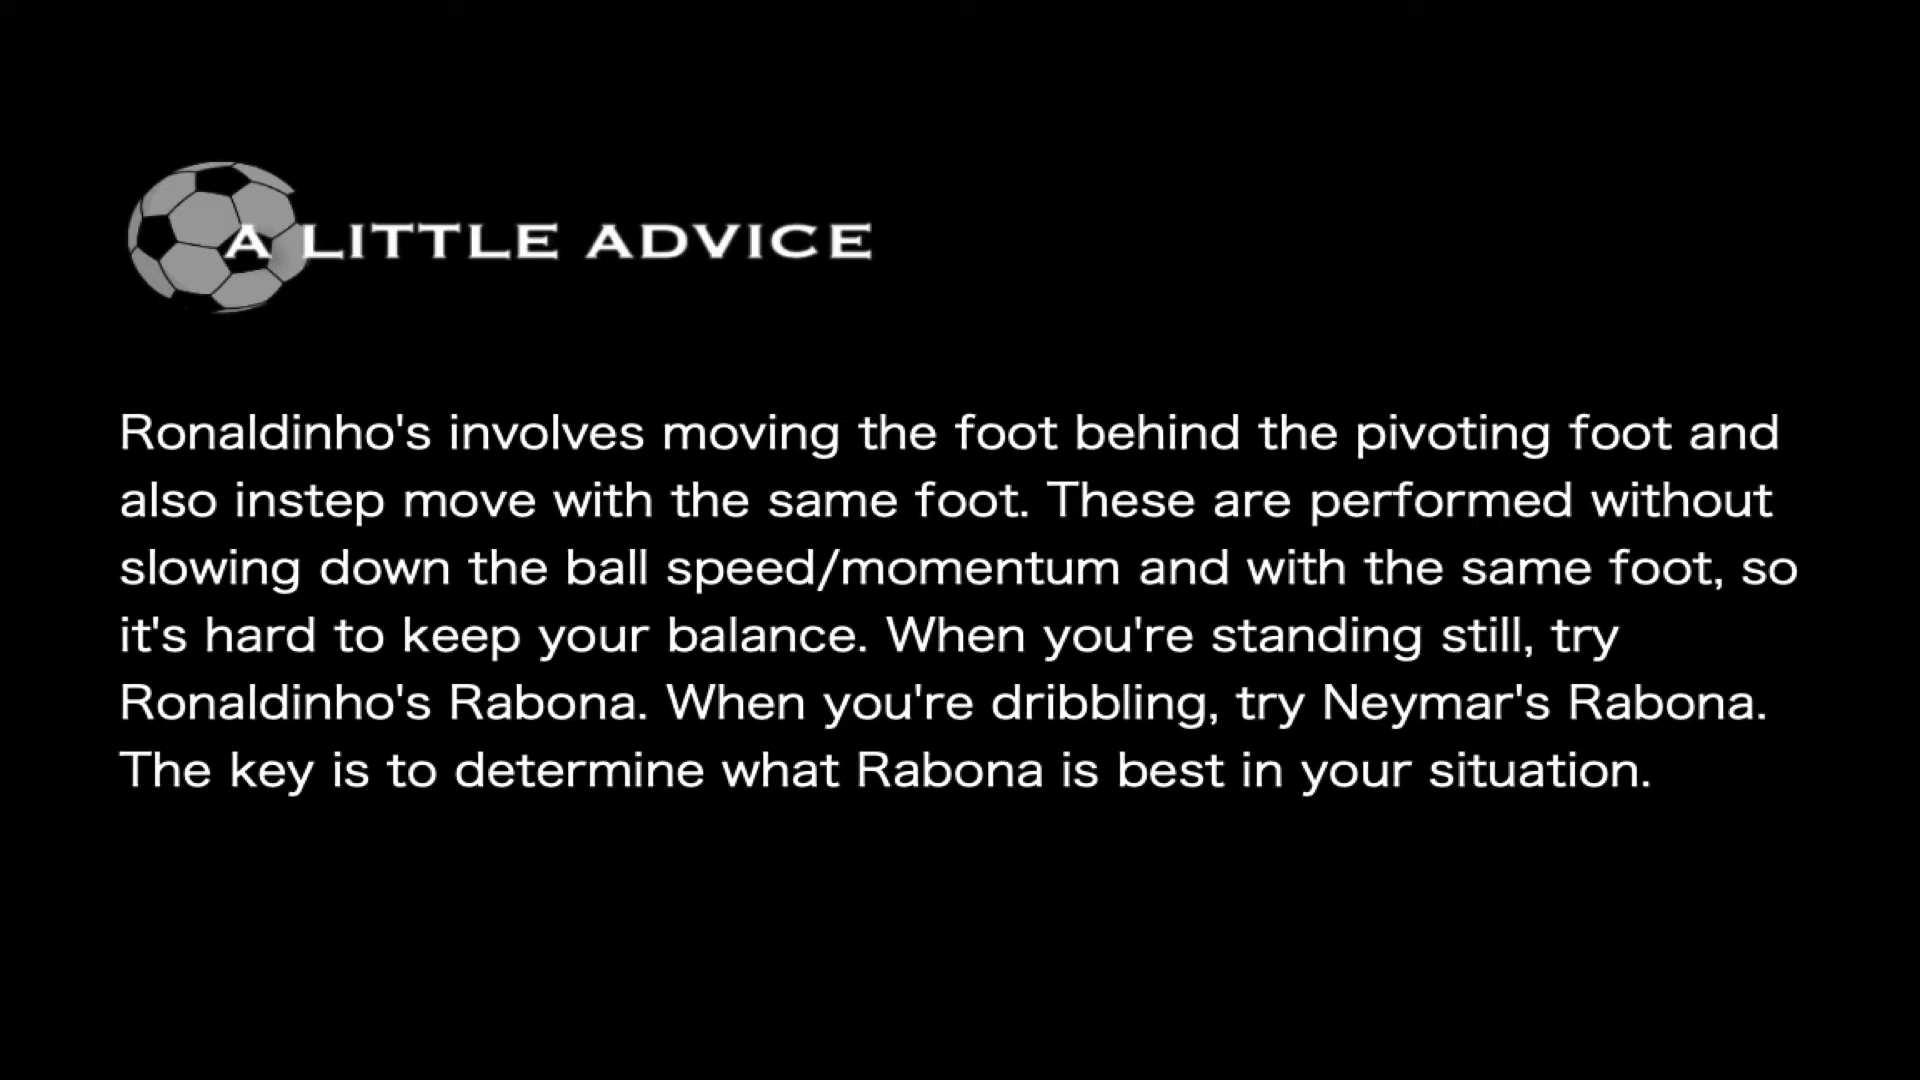 A LITTLE ADVICE
Ronaldinho's involves moving the foot behind the pivoting foot and
also instep move with the same foot. These are performed without
slowing down the ball speed/momentum and with the same foot, so
it's hard to keep your balance. When you're standing still, try
Ronaldinho's Rabona. When you're dribbling, try Neymar's Rabona.
The key is to determine what Rabona is best in your situation.